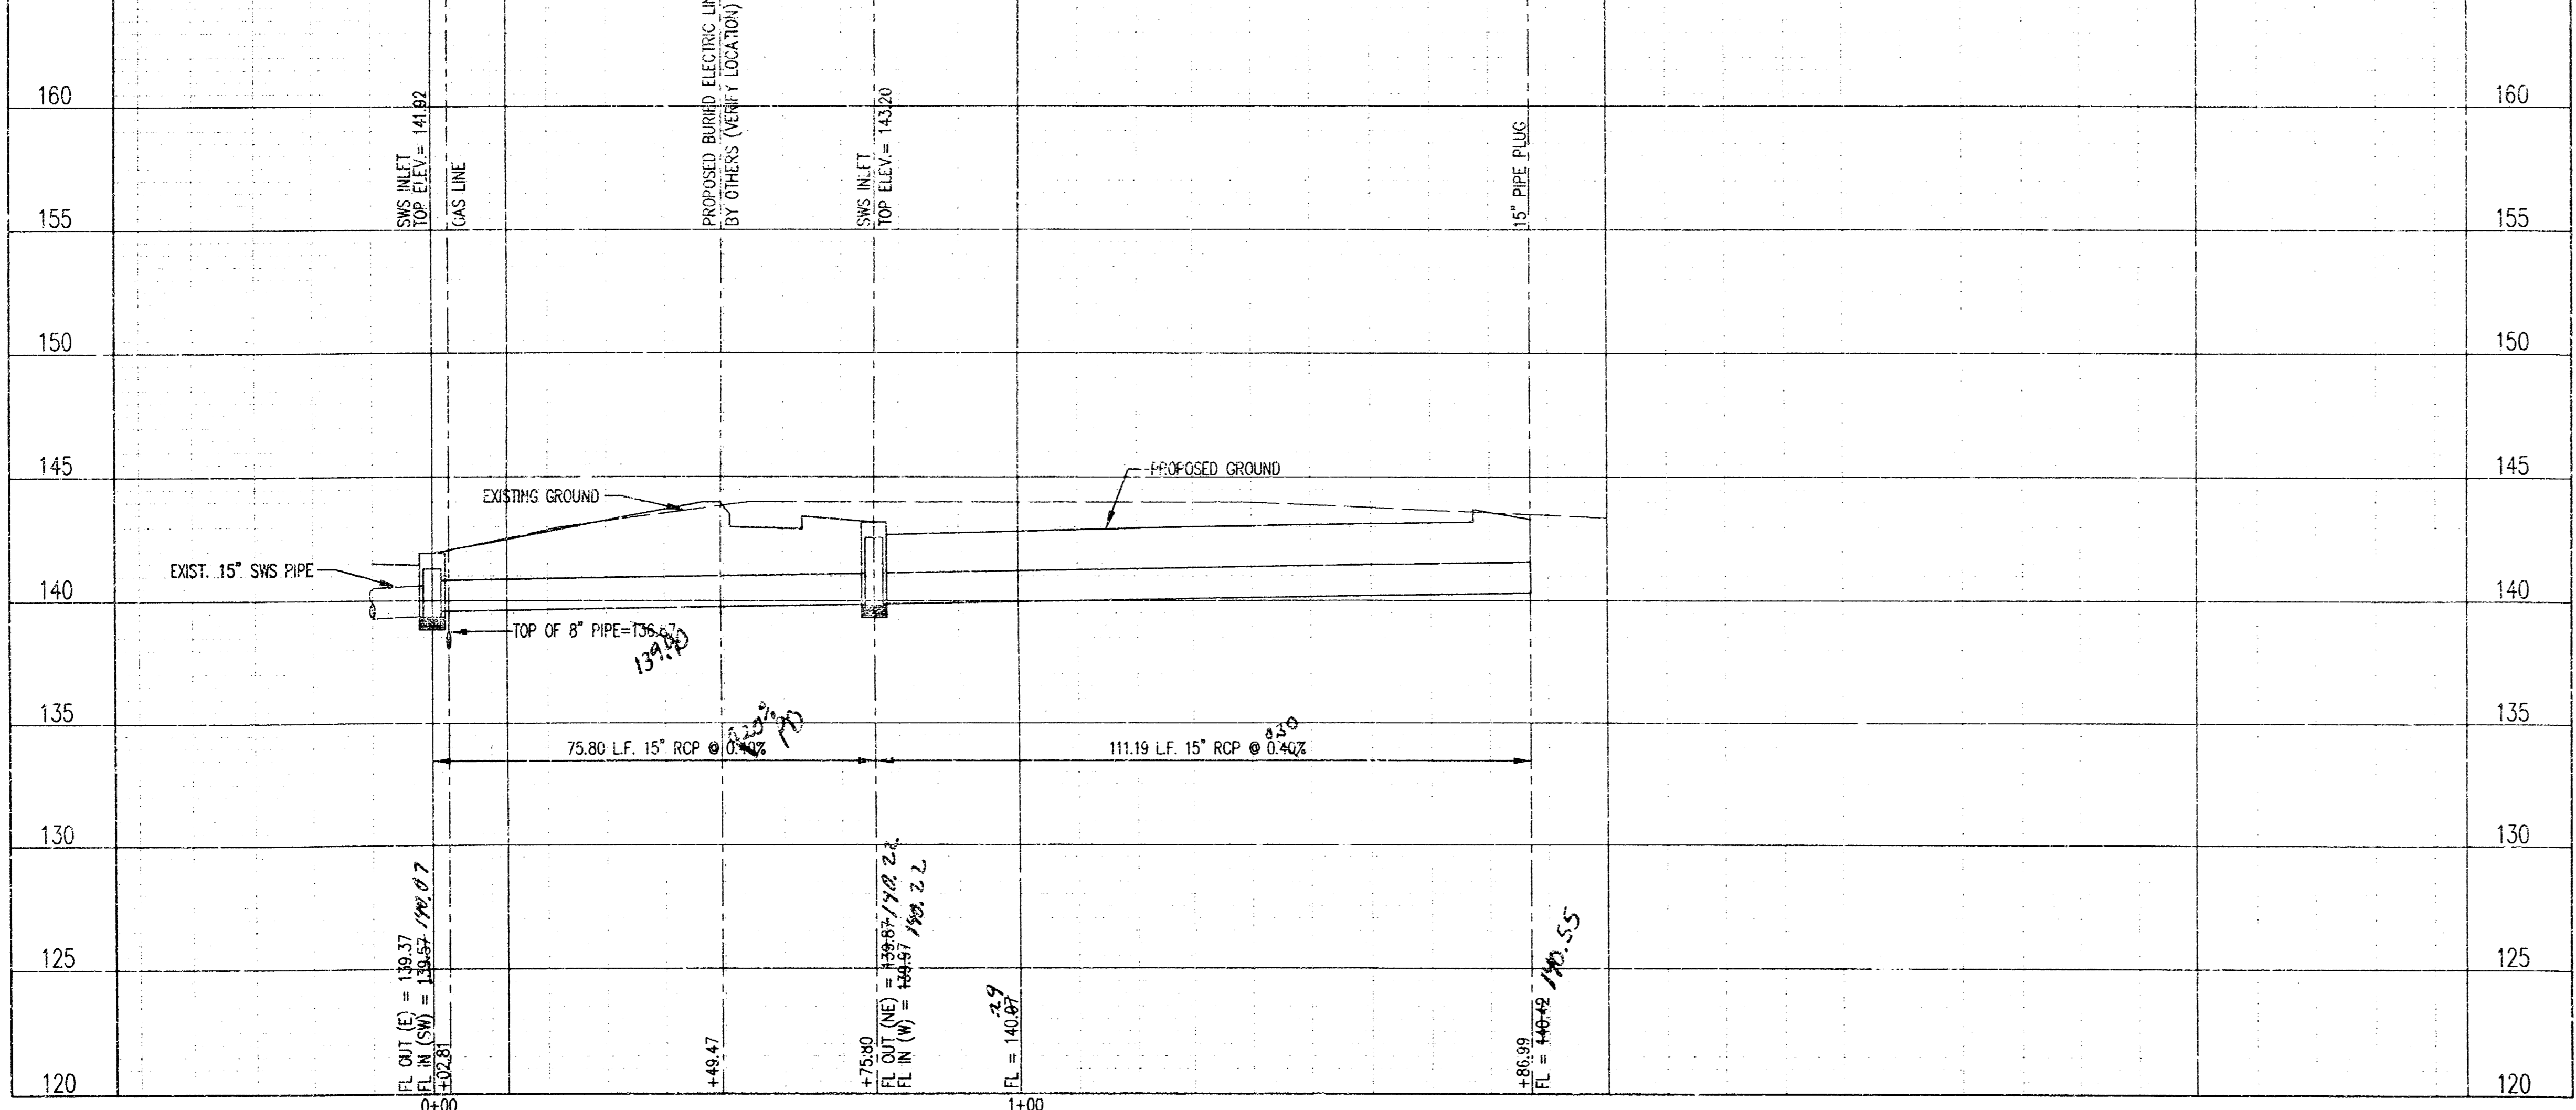 PROPOSED BURIED ELECTRIC LIN
BY OTHERS (VERIFY LOCATION)
160
160
SWS INLET
TOP ELEV.= 141.92
GAS LINE
SWS INLET
TOP ELEV.= 143.20
15" PIPE PLUG
155
155
150
150
145
145
EXISTING GROUND
PROPOSED GROUND
EXIST. 15" SWS PIPE
140
140
TOP OF 8" PIPE=136.67
139.40
135
135
0.20%
75.80 L.F. 15" RCP @ 0.40%
.030
111.19 L.F. 15" RCP @ 0.40%
130
130
125
125
FL OUT (E) = 139.37
FL IN (SW) = 139.57 140.07
+02.81
+49.47
+75.80
FL OUT (NE) = 139.87 140.22
FL IN (W) = 139.97 140.22
.29
FL = 140.07
+86.99
FL = 140.42 140.55
120
120
0+00
1+00